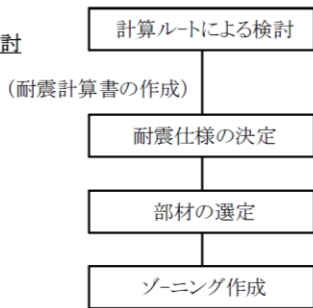 計算ルートによる検討
討
（耐震計算書の作成）
耐震仕様の決定
部材の選定
ゾーニング作成